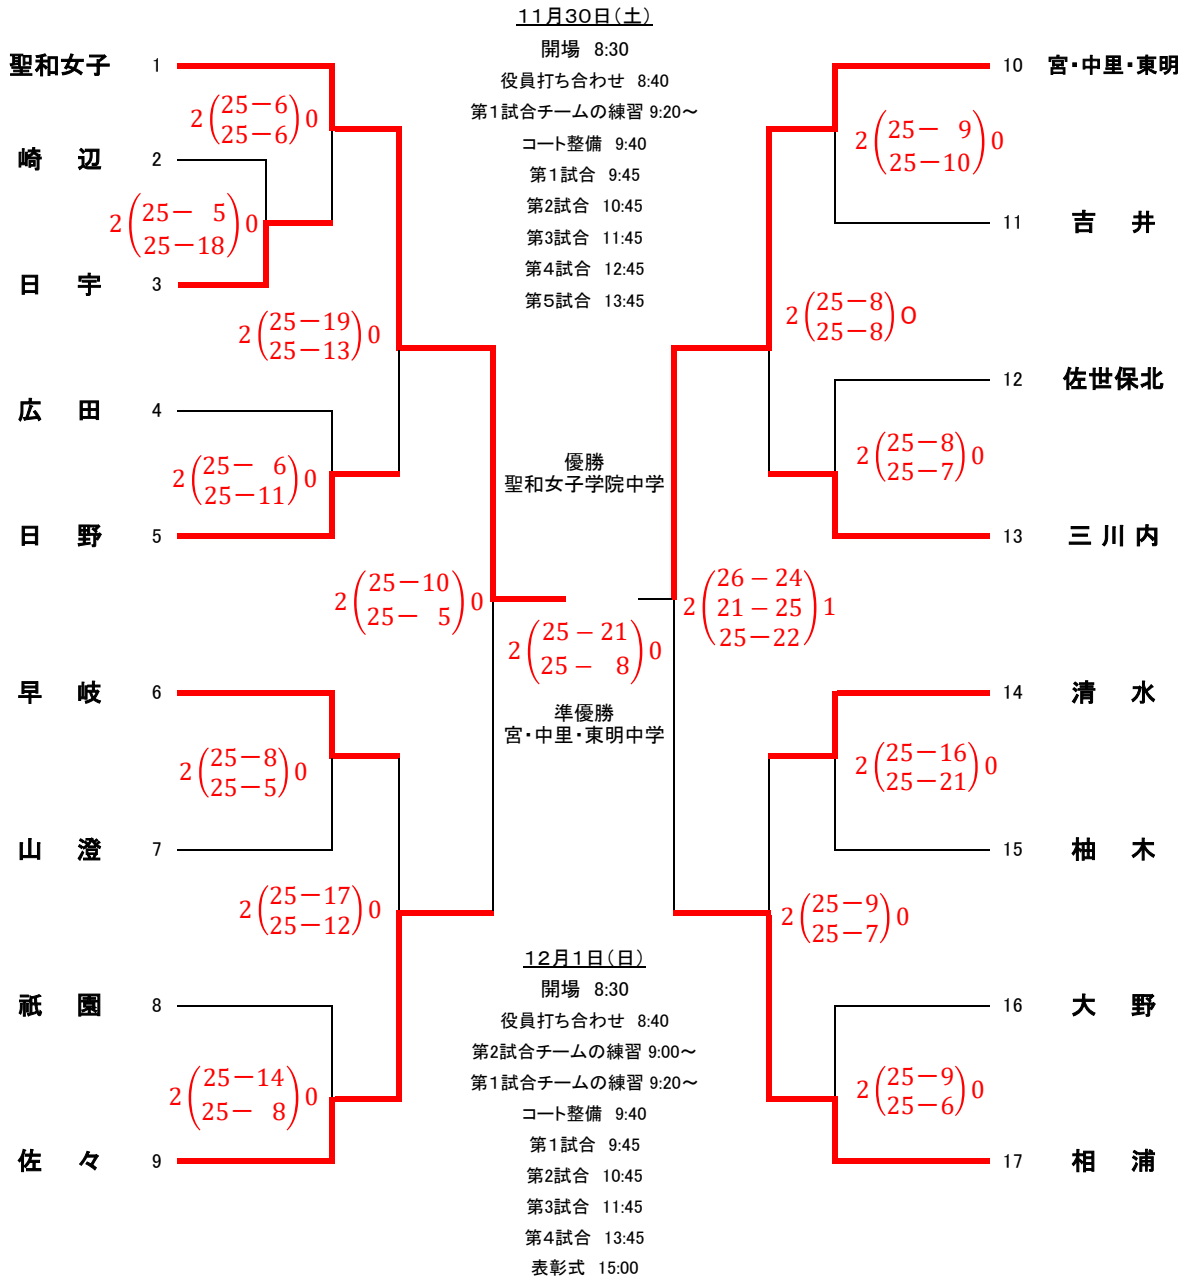 11月30日(土)
開場 8:30
役員打ち合わせ 8:40
第1試合チームの練習 9:20～
コート整備 9:40
第1試合 9:45
第2試合 10:45
第3試合 11:45
第4試合 12:45
第5試合 13:45
聖和女子 1
2(25－6 25－6)0
崎辺 2
2(25－ 5 25－18)0
日宇 3
2(25－19 25－13)0
広田 4
2(25－ 6 25－11)0
日野 5
2(25－10 25－ 5)0
早岐 6
2(25－8 25－5)0
山澄 7
2(25－17 25－12)0
祇園 8
2(25－14 25－ 8)0
佐々 9
優勝
聖和女子学院中学
2(25－21 25－ 8)0
準優勝
宮・中里・東明中学
10 宮・中里・東明
2(25－ 9 25－10)0
11 吉井
2(25－8 25－8)0
12 佐世保北
2(25－8 25－7)0
13 三川内
2(26－24 21－25 25－22)1
14 清水
2(25－16 25－21)0
15 柚木
2(25－9 25－7)0
16 大野
2(25－9 25－6)0
17 相浦
12月1日(日)
開場 8:30
役員打ち合わせ 8:40
第2試合チームの練習 9:00～
第1試合チームの練習 9:20～
コート整備 9:40
第1試合 9:45
第2試合 10:45
第3試合 11:45
第4試合 13:45
表彰式 15:00